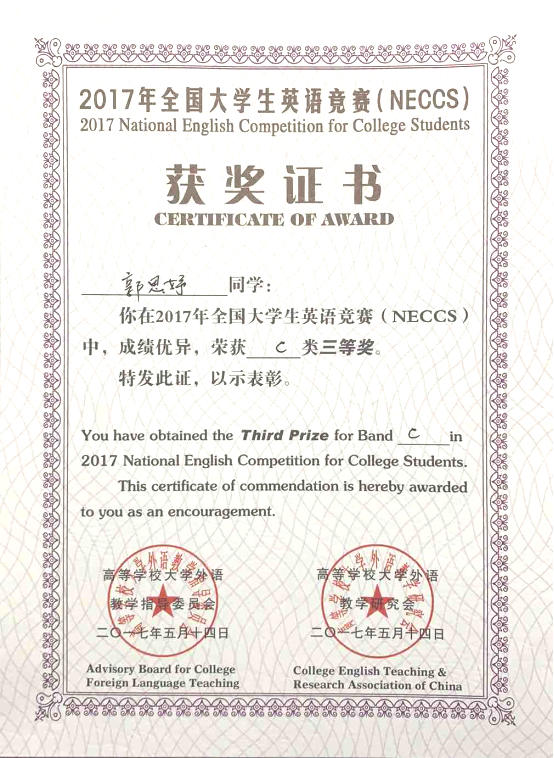 2017年全国大学生英语竞赛(NECCS)
2017 National English Competition for College Students
获奖证书
CERTIFICATE OF AWARD
郭思妤 同学:
你在2017年全国大学生英语竞赛(NECCS)
中，成绩优异，荣获 C 类三等奖。
特发此证，以示表彰。
You have obtained the Third Prize for Band C in
2017 National English Competition for College Students.
This certificate of commendation is hereby awarded
to you as an encouragement.
高等学校大学外语
教学指导委员会
二〇一七年五月十四日
Advisory Board for College
Foreign Language Teaching
高等学校大学外语
教学研究会
二〇一七年五月十四日
College English Teaching &
Research Association of China